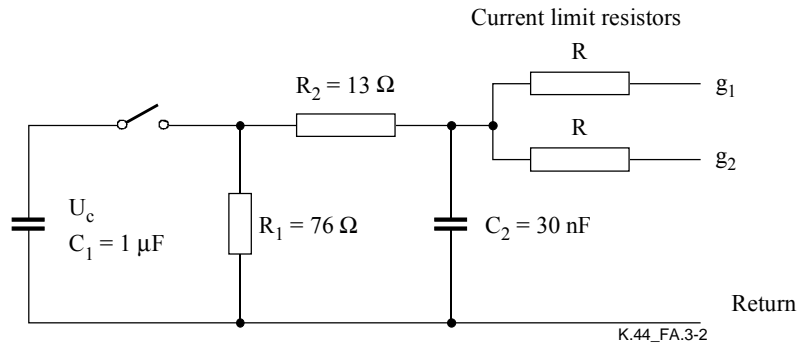 Current limit resistors
R
R₂ = 13 Ω
g₁
R
g₂
U_c
C₁ = 1 µF
R₁ = 76 Ω
C₂ = 30 nF
Return
K.44_FA.3-2